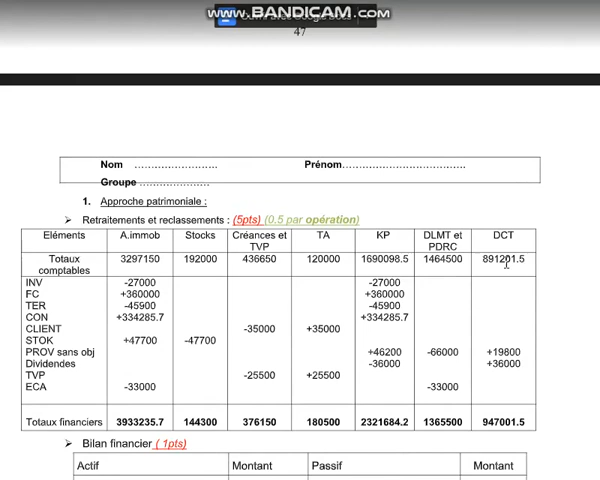 www.BANDICAM.com
47
Nom ........................ Prénom.......................................
Groupe .....................
1. Approche patrimoniale :
➢ Retraitements et reclassements : (5pts) (0.5 par opération)
Eléments A.immob Stocks Créances et TVP TA KP DLMT et PDRC DCT
Totaux comptables 3297150 192000 436650 120000 1690098.5 1464500 891201.5
INV -27000 -27000
FC +360000 +360000
TER -45900 -45900
CON +334285.7 +334285.7
CLIENT -35000 +35000
STOK +47700 -47700
PROV sans obj +46200 -66000 +19800
Dividendes -36000 +36000
TVP -25500 +25500
ECA -33000 -33000
Totaux financiers 3933235.7 144300 376150 180500 2321684.2 1365500 947001.5
➢ Bilan financier ( 1pts)
Actif Montant Passif Montant